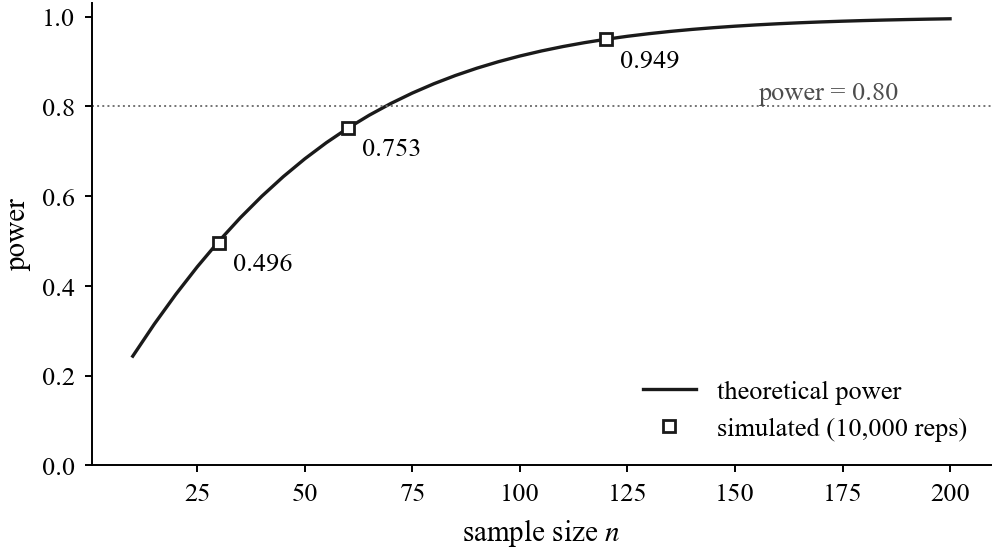 1.0
0.949
power = 0.80
0.8
0.753
0.6
power
0.496
0.4
0.2
theoretical power
simulated (10,000 reps)
0.0
25 50 75 100 125 150 175 200
sample size n